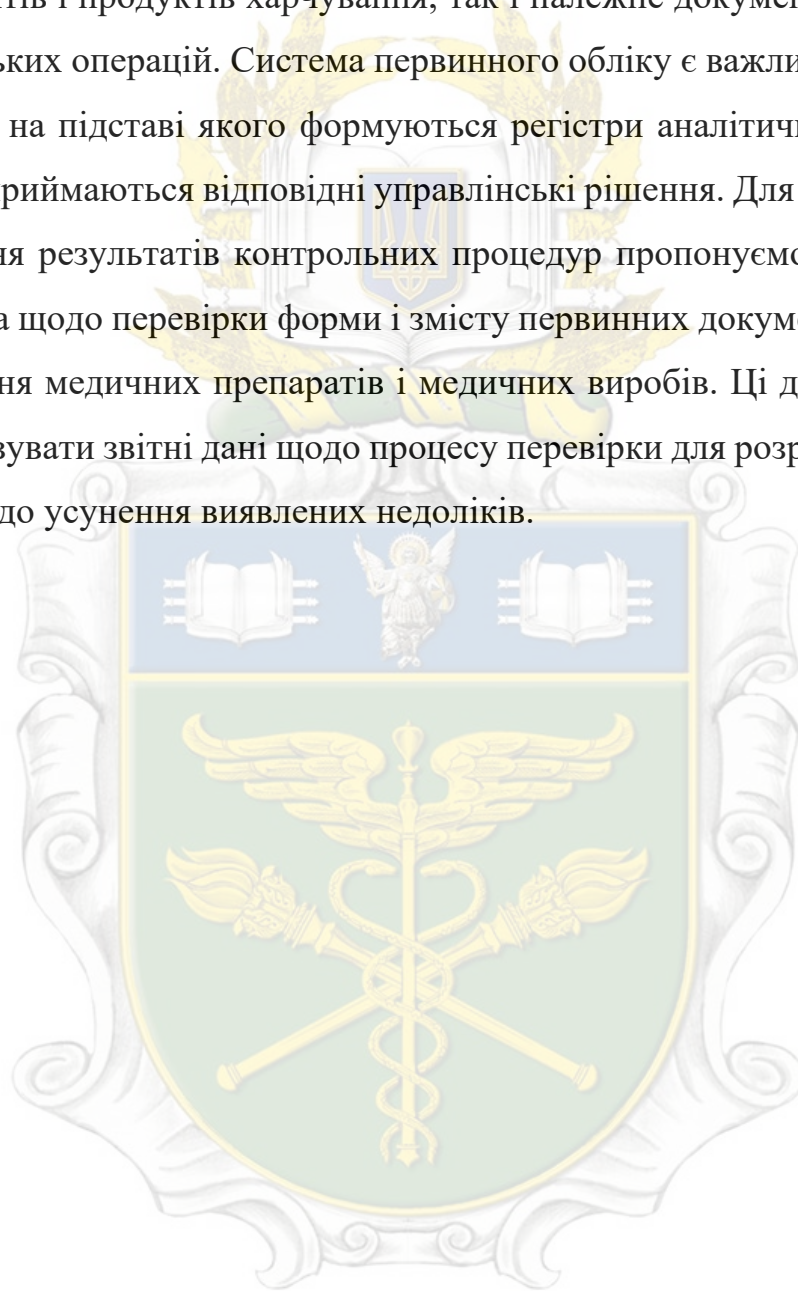 тів і продуктів харчування, так і належне докумен
ьких операцій. Система первинного обліку є важли
на підставі якого формуються регістри аналітич
риймаються відповідні управлінські рішення. Для
ня результатів контрольних процедур пропонуємо
а щодо перевірки форми і змісту первинних докум
ня медичних препаратів і медичних виробів. Ці д
вувати звітні дані щодо процесу перевірки для розр
до усунення виявлених недоліків.